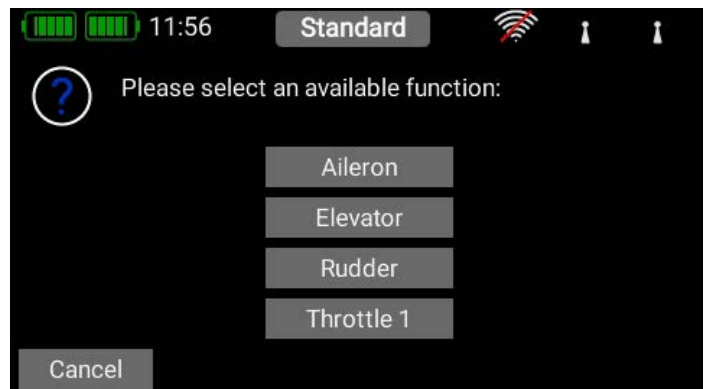 11:56 Standard
? Please select an available function:
Aileron
Elevator
Rudder
Throttle 1
Cancel